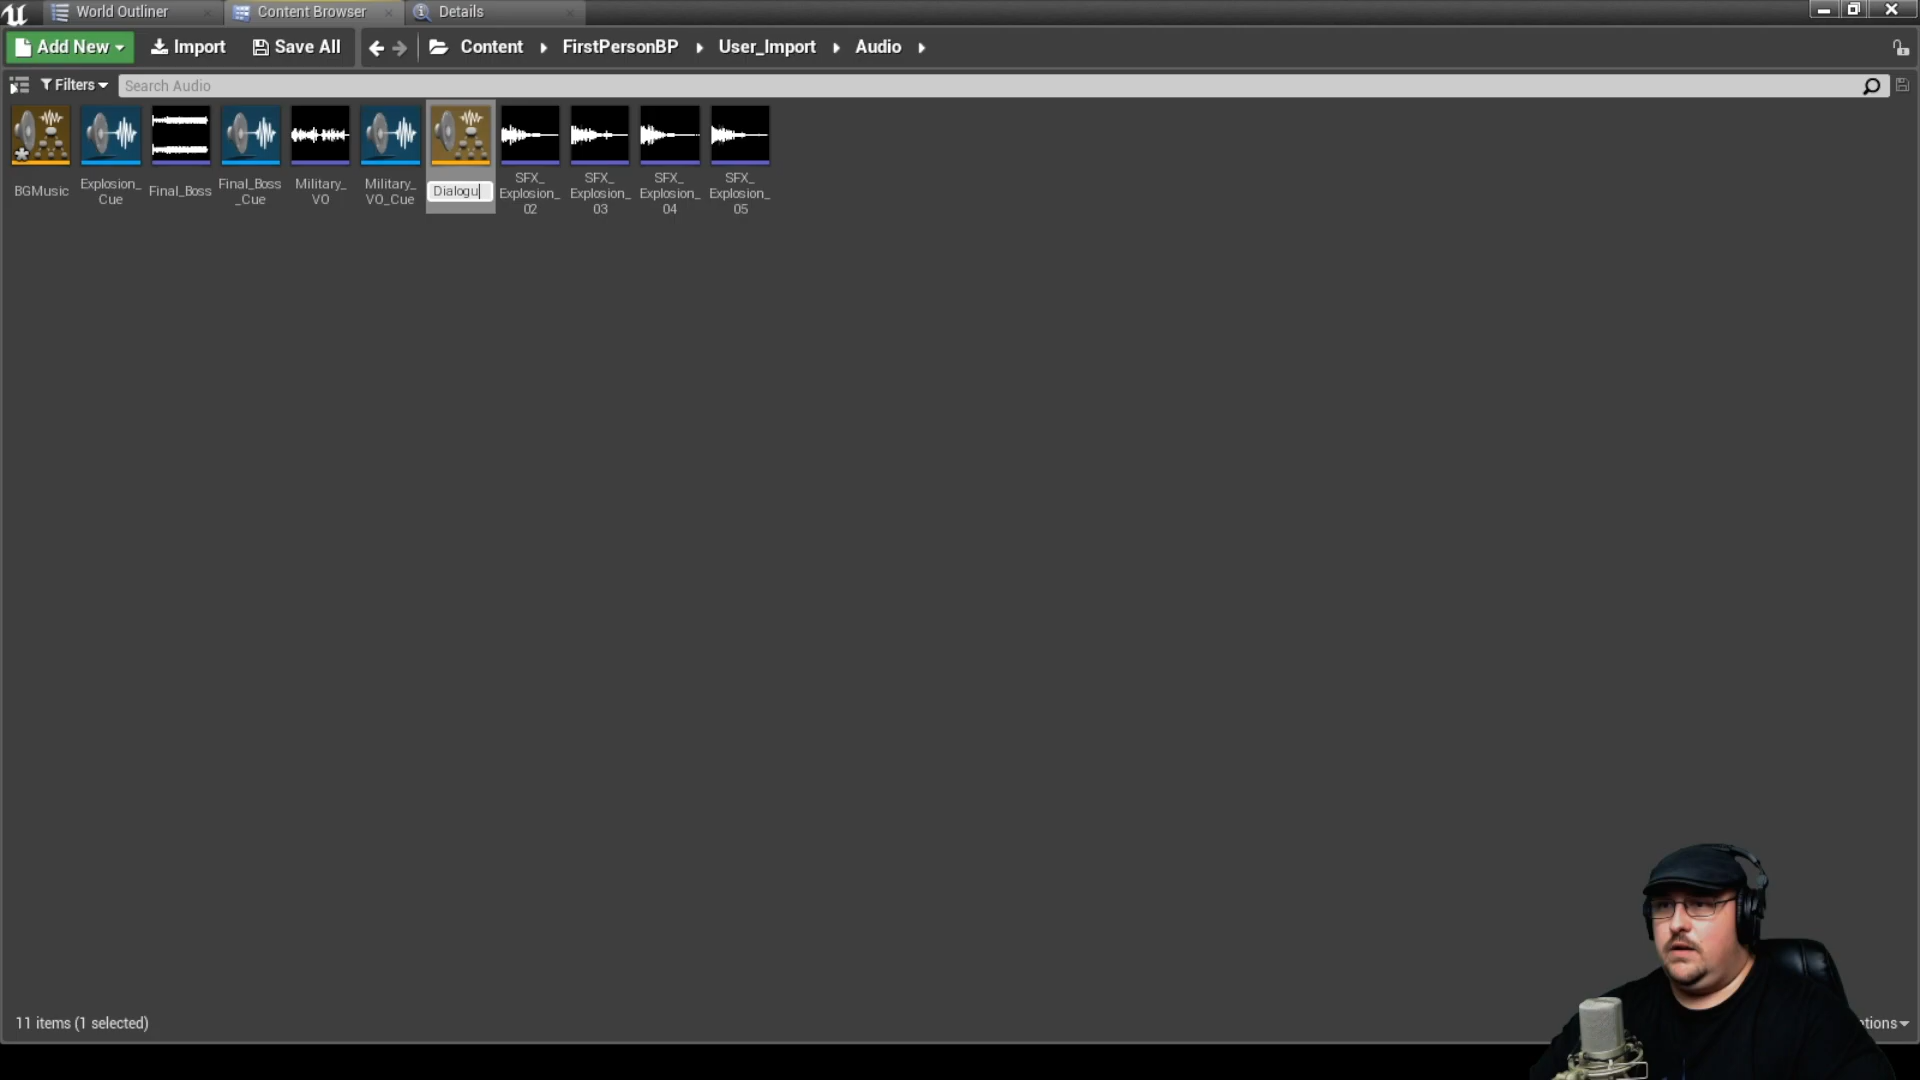 World Outliner
Content Browser
Details
Add New
Import
Save All
Content
FirstPersonBP
User_Import
Audio
Filters
Search Audio
BGMusic
Explosion_
Cue
Final_Boss
Final_Boss
_Cue
Military_
VO
Military_
VO_Cue
Dialogu
SFX_
Explosion_
02
SFX_
Explosion_
03
SFX_
Explosion_
04
SFX_
Explosion_
05
11 items (1 selected)
tions